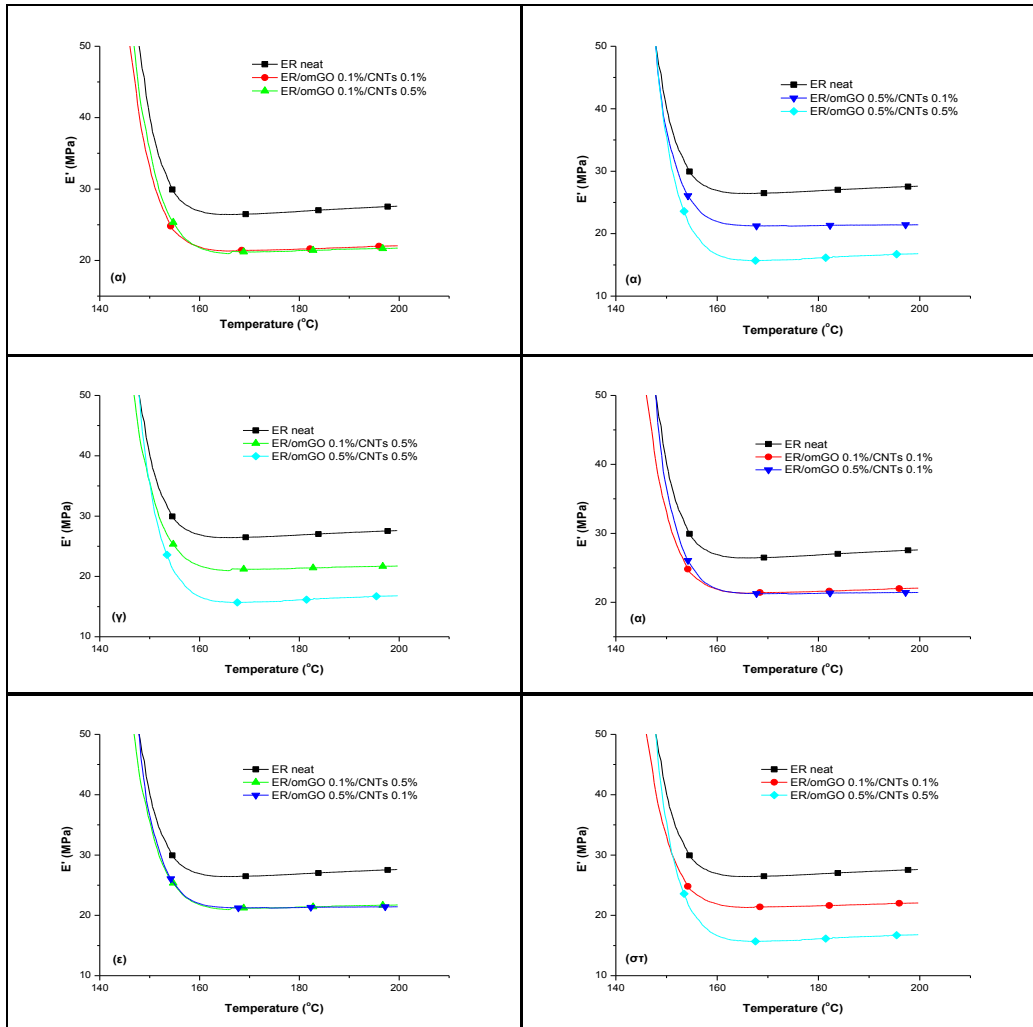 50
40
30
20
E' (MPa)
ER neat
ER/omGO 0.1%/CNTs 0.1%
ER/omGO 0.1%/CNTs 0.5%
(α)
140 160 180 200
Temperature (°C)
50
40
30
20
10
E' (MPa)
ER neat
ER/omGO 0.5%/CNTs 0.1%
ER/omGO 0.5%/CNTs 0.5%
(α)
140 160 180 200
Temperature (°C)
50
40
30
20
10
E' (MPa)
ER neat
ER/omGO 0.1%/CNTs 0.5%
ER/omGO 0.5%/CNTs 0.5%
(γ)
140 160 180 200
Temperature (°C)
50
40
30
20
E' (MPa)
ER neat
ER/omGO 0.1%/CNTs 0.1%
ER/omGO 0.5%/CNTs 0.1%
(α)
140 160 180 200
Temperature (°C)
50
40
30
20
10
E' (MPa)
ER neat
ER/omGO 0.1%/CNTs 0.5%
ER/omGO 0.5%/CNTs 0.1%
(ε)
140 160 180 200
Temperature (°C)
50
40
30
20
10
E' (MPa)
ER neat
ER/omGO 0.1%/CNTs 0.1%
ER/omGO 0.5%/CNTs 0.5%
(στ)
140 160 180 200
Temperature (°C)